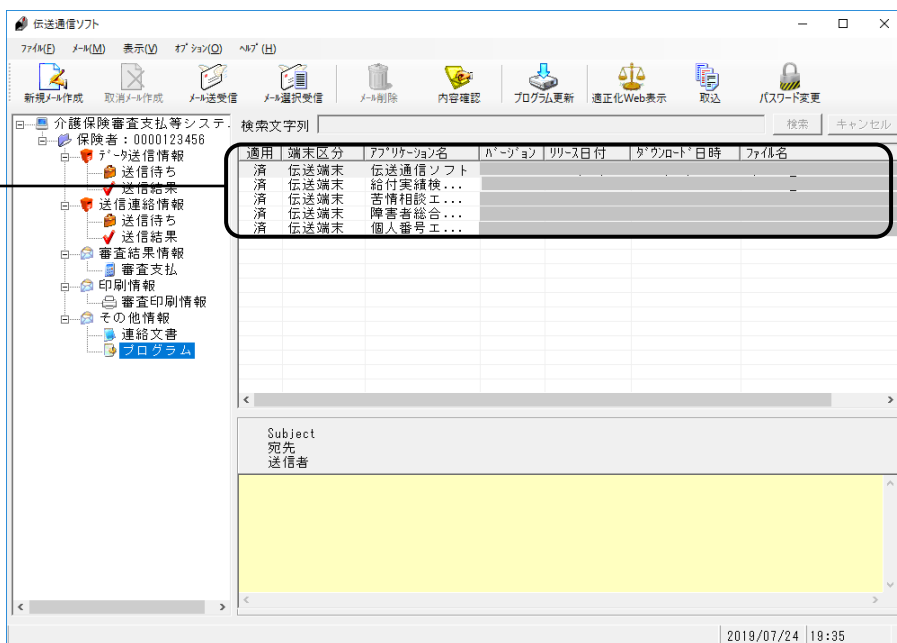 伝送通信ソフト
ﾌｧｲﾙ(F) ﾒｰﾙ(M) 表示(V) ｵﾌﾟｼｮﾝ(O) ﾍﾙﾌﾟ(H)
新規ﾒｰﾙ作成 取消ﾒｰﾙ作成 ﾒｰﾙ送受信 ﾒｰﾙ選択受信 ﾒｰﾙ削除 内容確認 ﾌﾟﾛｸﾞﾗﾑ更新 適正化Web表示 取込 ﾊﾟｽﾜｰﾄﾞ変更
検索文字列 検索 キャンセル
介護保険審査支払等システ.
保険者：0000123456
ﾃﾞｰﾀ送信情報
送信待ち
送信結果
送信連絡情報
送信待ち
送信結果
審査結果情報
審査支払
印刷情報
審査印刷情報
その他情報
連絡文書
プログラム
適用 端末区分 ｱﾌﾟﾘｹｰｼｮﾝ名 ﾊﾞｰｼﾞｮﾝ ﾘﾘｰｽ日付 ﾀﾞｳﾝﾛｰﾄﾞ日時 ﾌｧｲﾙ名
済 伝送端末 伝送通信ソフト
済 伝送端末 給付実績検...
済 伝送端末 苦情相談エ...
済 伝送端末 障害者総合...
済 伝送端末 個人番号エ...
Subject
宛先
送信者
2019/07/24 19:35